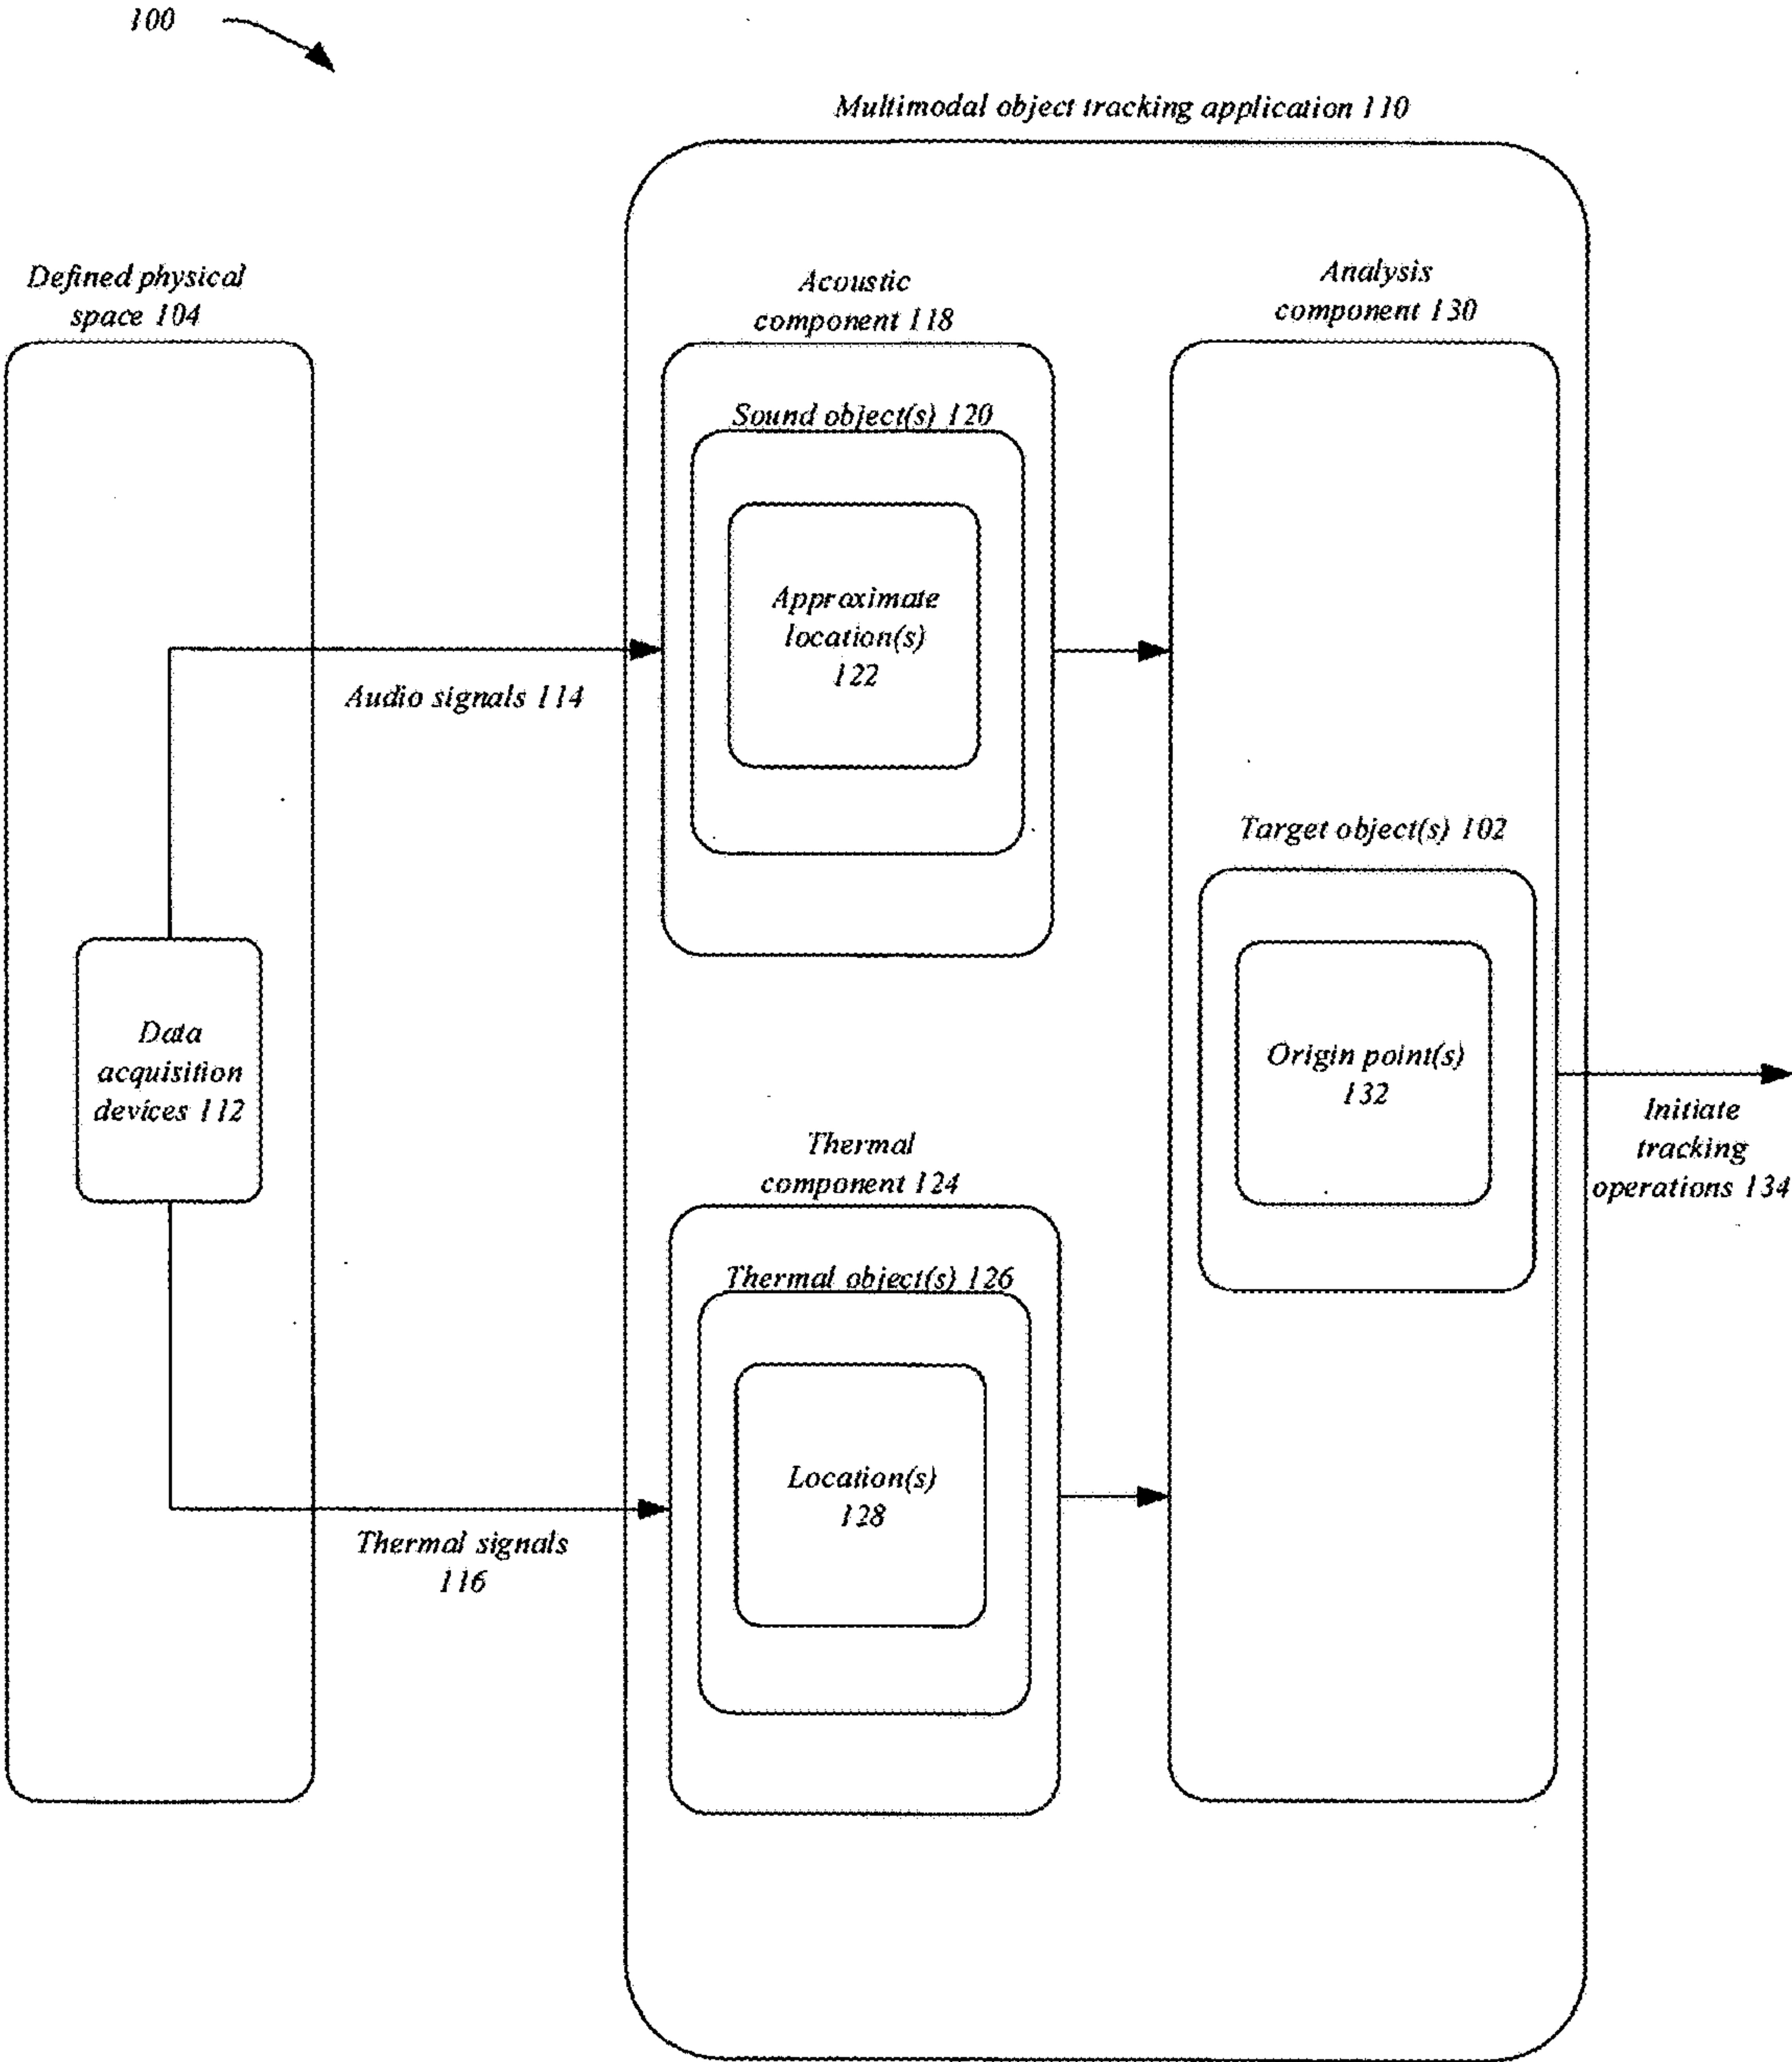 100
Multimodal object tracking application 110
Defined physical
space 104
Acoustic
component 118
Analysis
component 130
Sound object(s) 120
Approximate
location(s)
122
Audio signals 114
Target object(s) 102
Data
acquisition
devices 112
Origin point(s)
132
Initiate
tracking
operations 134
Thermal
component 124
Thermal object(s) 126
Location(s)
128
Thermal signals
116